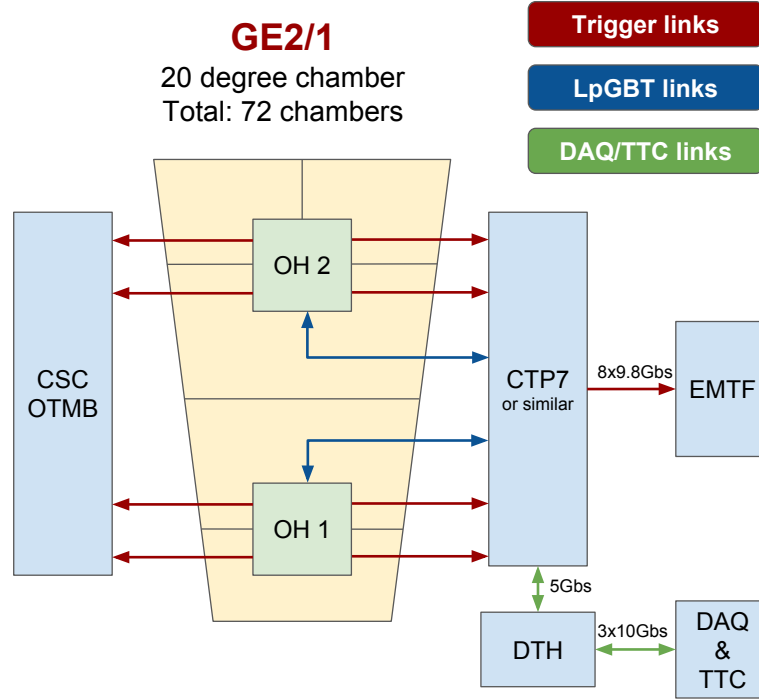 GE2/1
20 degree chamber
Total: 72 chambers
Trigger links
LpGBT links
DAQ/TTC links
OH 2
CSC
OTMB
CTP7
or similar
8x9.8Gbs
EMTF
OH 1
5Gbs
DTH
3x10Gbs
DAQ
&
TTC